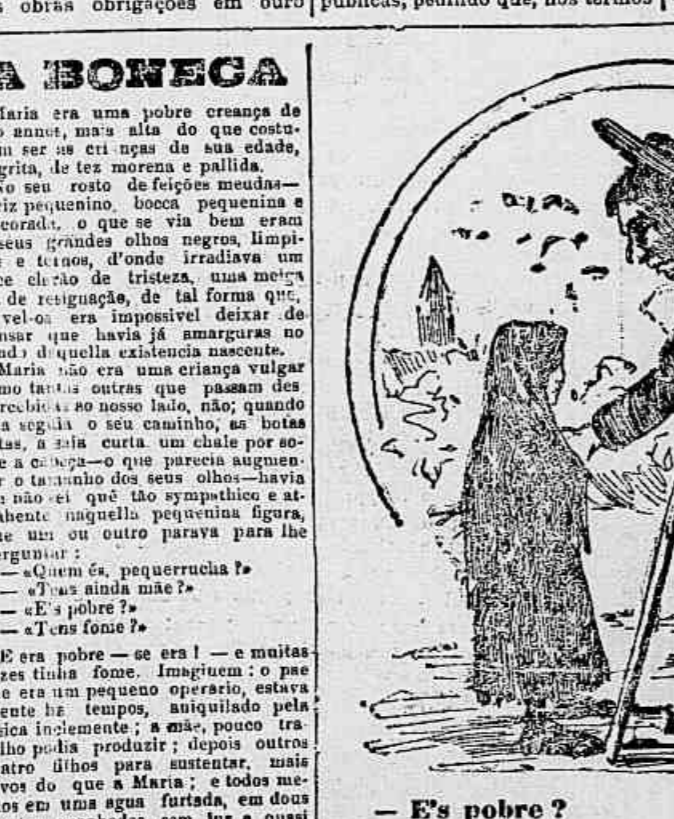 obras obrigações em ouro
publicas, pedindo que, nos termos
A BONECA
Maria era uma pobre creança de
annos, mais alta do que costu-
m ser as crianças de sua edade,
grita, de tez morena e pallida.
No seu rosto de feições meudas—
riz pequenino, bocca pequenina e
corada, o que se via bem eram
seus grandes olhos negros, limpi-
e ternos, d'onde irradiava um
ce clarão de tristeza, uma meiga
de resignação, de tal forma que,
vel-os era impossivel deixar de
nsar que havia já amarguras no
ndo d'aquella existencia nascente.
Maria não era uma criança vulgar
mo tantas outras que passam des
rcebidas ao nosso lado, não; quando
a seguia o seu caminho, as botas
tas, a saia curta. um chale por so-
e a cabeça—o que parecia augmen-
r o tamanho dos seus olhos—havia
não sei quê tão sympathico e at-
ahente naquella pequenina figura,
e um ou outro parava para lhe
erguntar :
— «Quem és, pequerrucha ?»
— «Tens ainda mãe ?»
— «E's pobre ?»
— «Tens fome ?»
E era pobre — se era ! — e muitas
zes tinha fome. Imaginem : o pae
e era um pequeno operario, estava
ente ha tempos, aniquilado pela
sica inclemente ; a mãe, pouco tra-
lho podia produzir ; depois outros
atro filhos para sustentar, mais
vos do que a Maria ; e todos me-
os em uma agua furtada, em dous
sem luz e quasi
— E's pobre ?